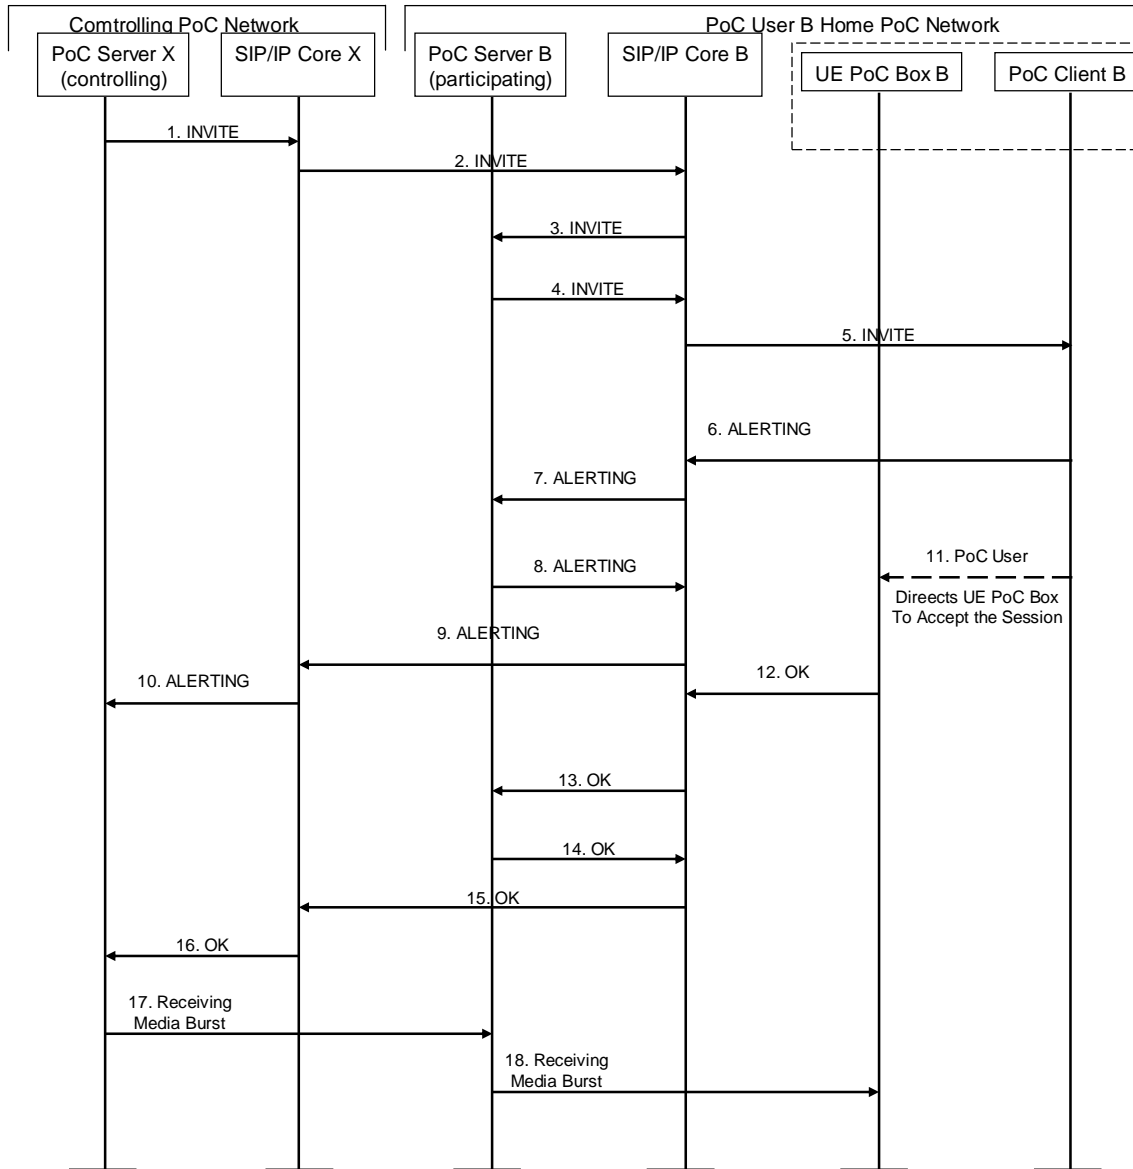 Comtrolling PoC Network
PoC User B Home PoC Network
PoC Server X
(controlling)
SIP/IP Core X
PoC Server B
(participating)
SIP/IP Core B
UE PoC Box B
PoC Client B
1. INVITE
2. INVITE
3. INVITE
4. INVITE
5. INVITE
6. ALERTING
7. ALERTING
8. ALERTING
11. PoC User
Direects UE PoC Box
To Accept the Session
9. ALERTING
12. OK
10. ALERTING
13. OK
14. OK
15. OK
16. OK
17. Receiving
Media Burst
18. Receiving
Media Burst